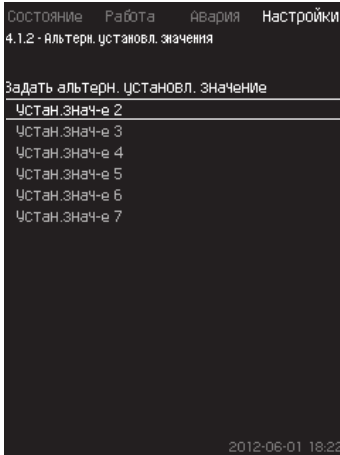 Состояние Работа Авария Настройки
4.1.2 - Альтерн. установл. значения
Задать альтерн. установл. значение
Устан.знач-е 2
Устан.знач-е 3
Устан.знач-е 4
Устан.знач-е 5
Устан.знач-е 6
Устан.знач-е 7
2012-06-01 18:22